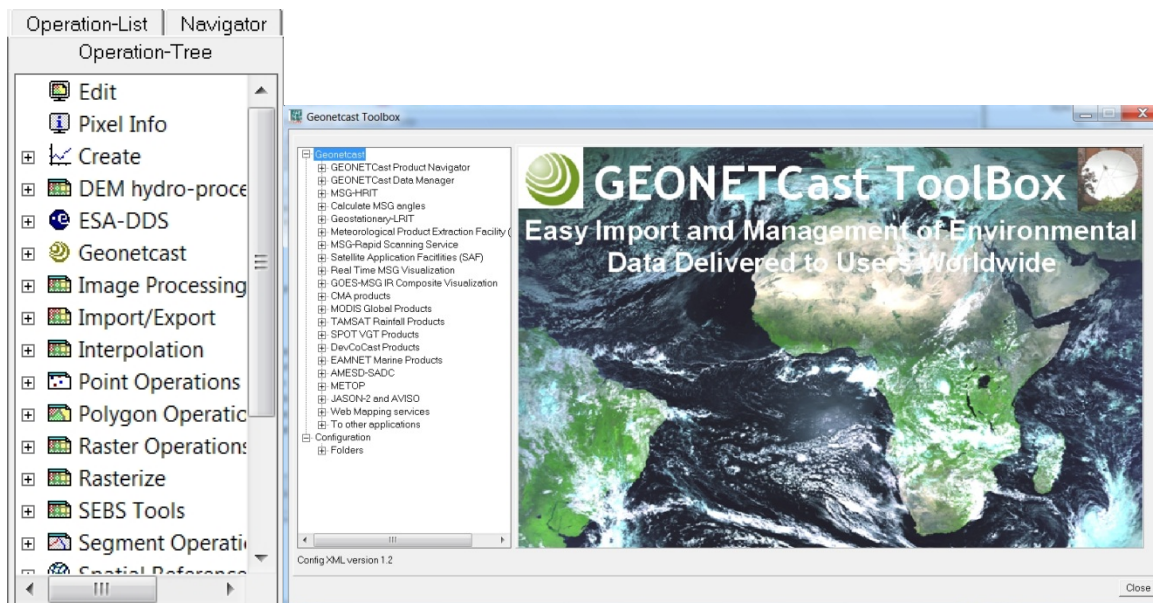 Operation-List
Navigator
Operation-Tree
Edit
Pixel Info
Create
DEM hydro-proce
ESA-DDS
Geonetcast
Image Processing
Import/Export
Interpolation
Point Operations
Polygon Operatic
Raster Operations
Rasterize
SEBS Tools
Segment Operati
Spatial Reference
Geonetcast Toolbox
Geonetcast
GEONETCast Product Navigator
GEONETCast Data Manager
MSG-HRIT
Calculate MSG angles
Geostationary-LRIT
Meteorological Product Extraction Facility (
MSG-Rapid Scanning Service
Satellite Application Facitlities (SAF)
Real Time MSG Visualization
GOES-MSG IR Composite Visualization
CMA products
MODIS Global Products
TAMSAT Rainfall Products
SPOT VGT Products
DevCoCast Products
EAMNET Marine Products
AMESD-SADC
METOP
JASON-2 and AVISO
Web Mapping services
To other applications
Configuration
Folders
GEONETCast ToolBox
Easy Import and Management of Environmental
Data Delivered to Users Worldwide
Config XML version 1.2
Close